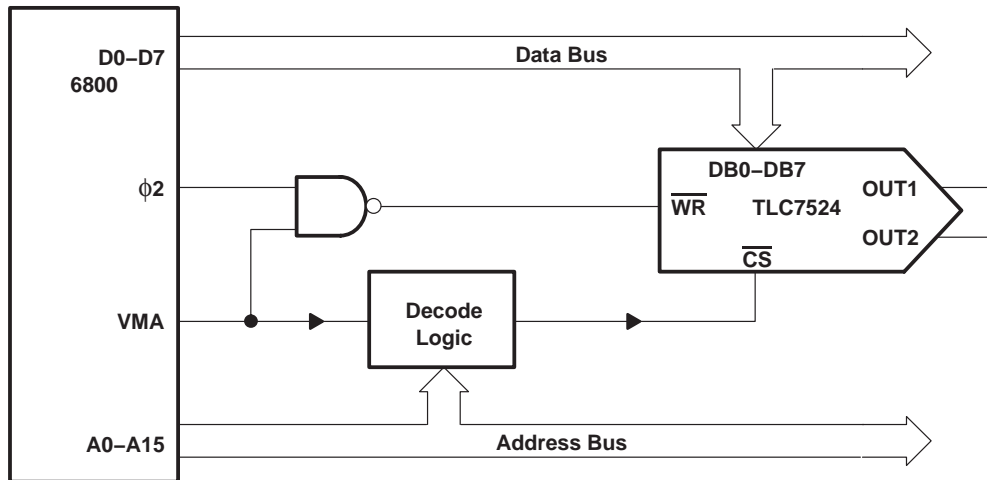 D0–D7
6800
Data Bus
ϕ2
DB0–DB7
WR TLC7524
OUT1
OUT2
CS
VMA
Decode
Logic
A0–A15
Address Bus